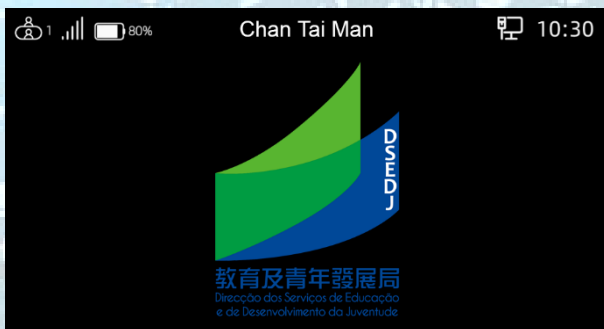 1 80% Chan Tai Man 10:30
DSEDJ
教育及青年發展局
Direcção dos Serviços de Educação
e de Desenvolvimento da Juventude